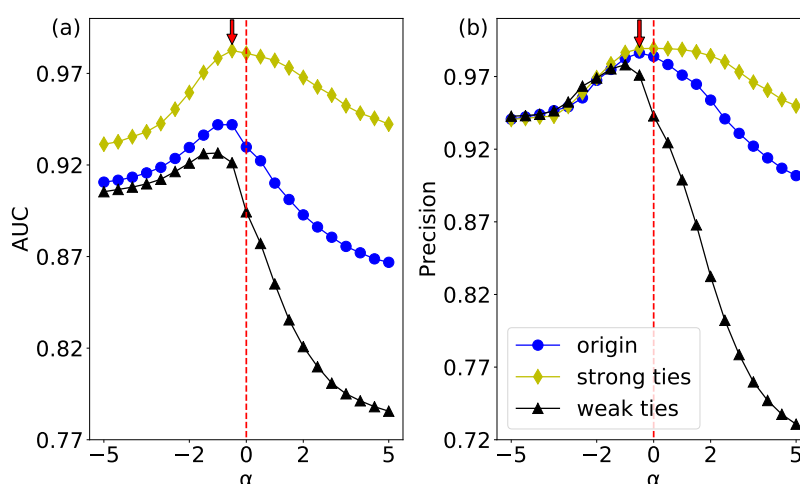 (a)
0.97
0.92
0.87
0.82
0.77
AUC
−5
−2
0
2
5
α
(b)
0.97
0.92
0.87
0.82
0.77
0.72
Precision
origin
strong ties
weak ties
−5
−2
0
2
5
α